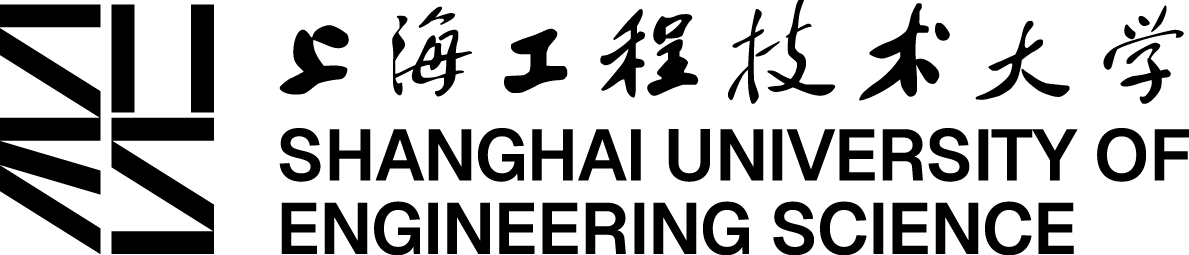 上海工程技术大学
SHANGHAI UNIVERSITY OF
ENGINEERING SCIENCE